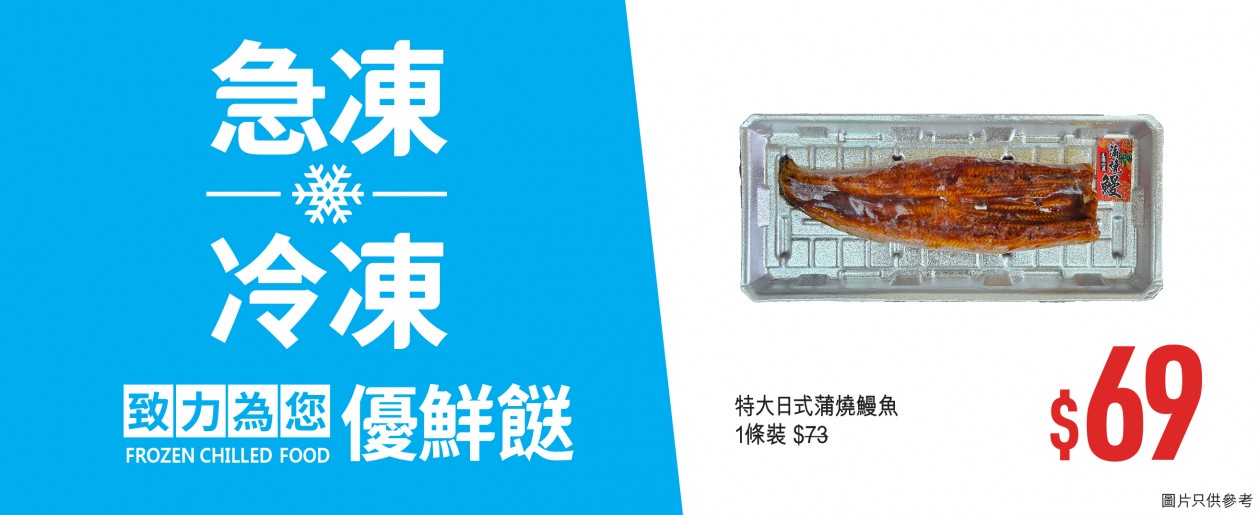 急凍
冷凍
致力為您
FROZEN CHILLED FOOD
優鮮餸
蒲燒
鰻
特大日式蒲燒鰻魚
1條裝 $73
$69
圖片只供參考